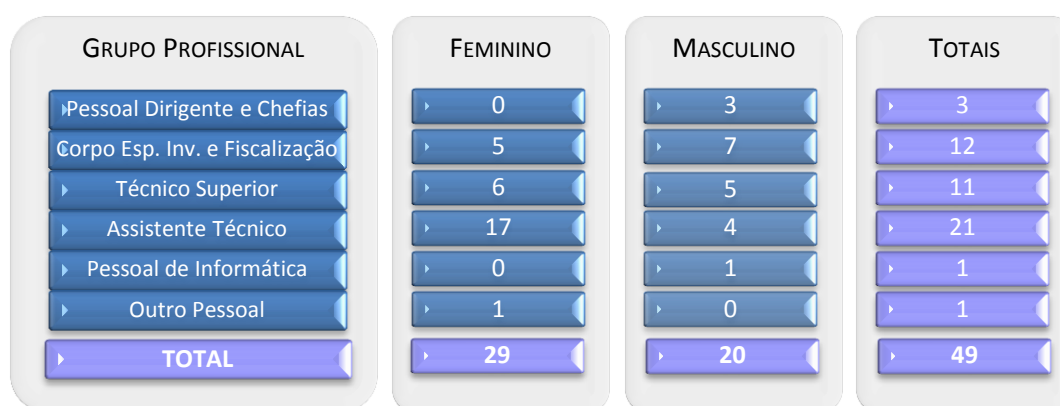 GRUPO PROFISSIONAL FEMININO MASCULINO TOTAIS
Pessoal Dirigente e Chefias 0 3 3
Corpo Esp. Inv. e Fiscalização 5 7 12
Técnico Superior 6 5 11
Assistente Técnico 17 4 21
Pessoal de Informática 0 1 1
Outro Pessoal 1 0 1
TOTAL 29 20 49